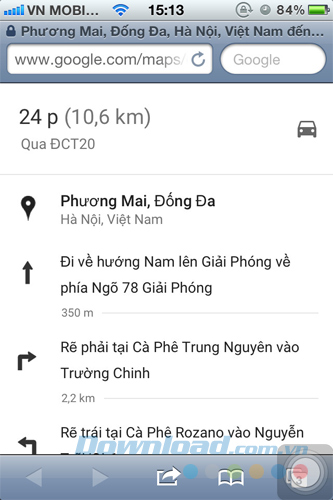 VN MOBI... 15:13 84%
Phương Mai, Đống Đa, Hà Nội, Việt Nam đến...
www.google.com/maps/ Google
24 p (10,6 km)
Qua ĐCT20
Phương Mai, Đống Đa
Hà Nội, Việt Nam
Đi về hướng Nam lên Giải Phóng về
phía Ngõ 78 Giải Phóng
350 m
Rẽ phải tại Cà Phê Trung Nguyên vào
Trường Chinh
2,2 km
Rẽ trái tại Cà Phê Rozano vào Nguyễn
Download.com.vn